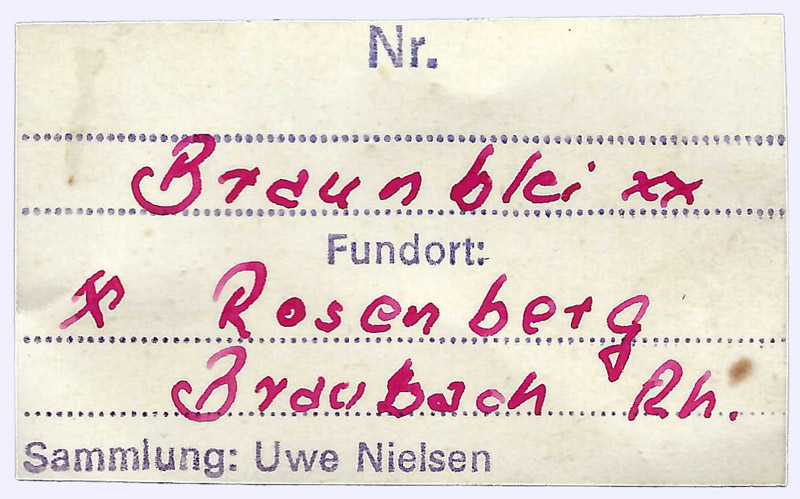 Nr.
Braunblei xx
Fundort:
Rosenberg
Braubach Rh.
Sammlung: Uwe Nielsen